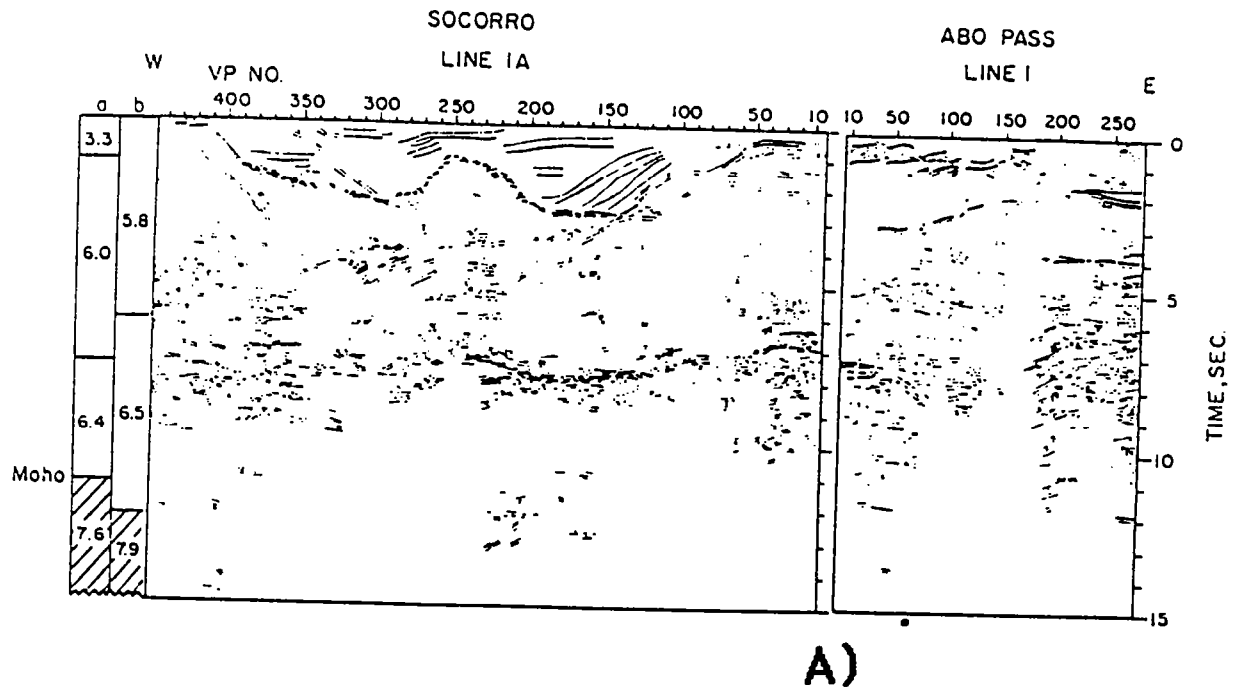 SOCORRO
LINE IA
ABO PASS
LINE I
W
VP NO.
E
a b
400 350 300 250 200 150 100 50 10
10 50 100 150 200 250
3.3
5.8
6.0
6.5
6.4
Moho
7.6
7.9
0
5
10
15
TIME, SEC.
A)